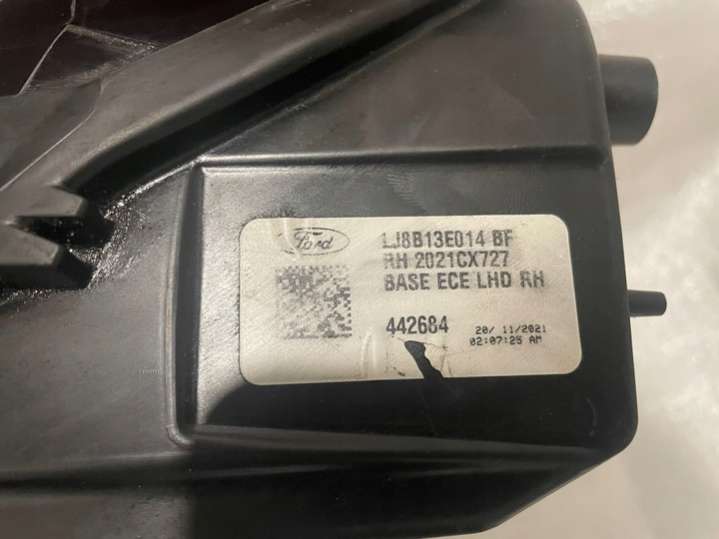 Ford
LJ8B13E014 BF
RH 2021CX727
BASE ECE LHD RH
442684
20/ 11/2021
02:07:25 AM